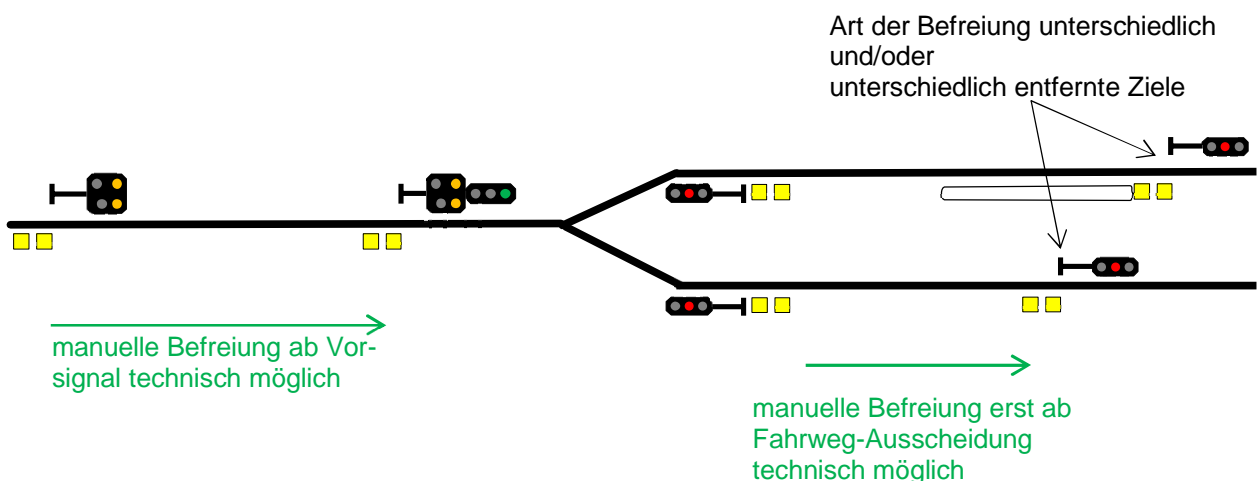 Art der Befreiung unterschiedlich
und/oder
unterschiedlich entfernte Ziele
manuelle Befreiung ab Vor-
signal technisch möglich
manuelle Befreiung erst ab
Fahrweg-Ausscheidung
technisch möglich